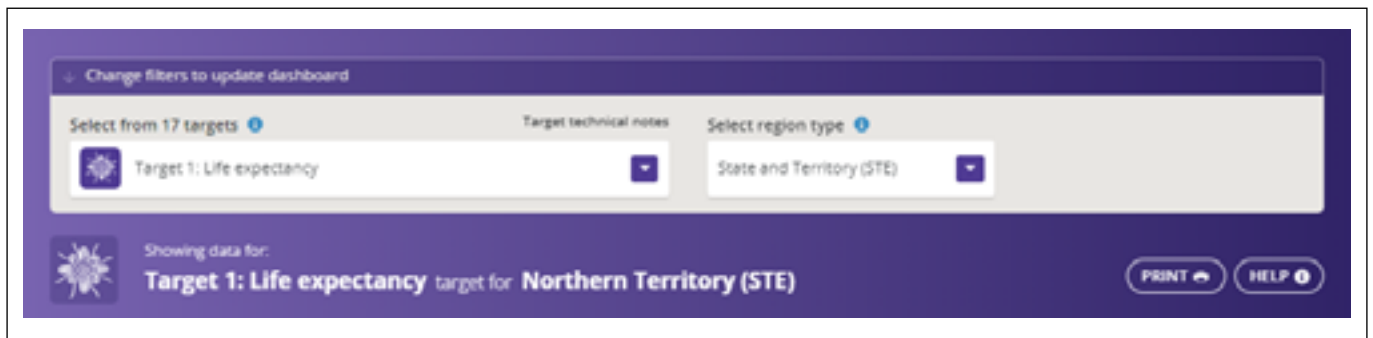 Change filters to update dashboard
Select from 17 targets
Target technical notes
Select region type
Target 1: Life expectancy
State and Territory (STE)
Showing data for:
Target 1: Life expectancy target for Northern Territory (STE)
PRINT
HELP